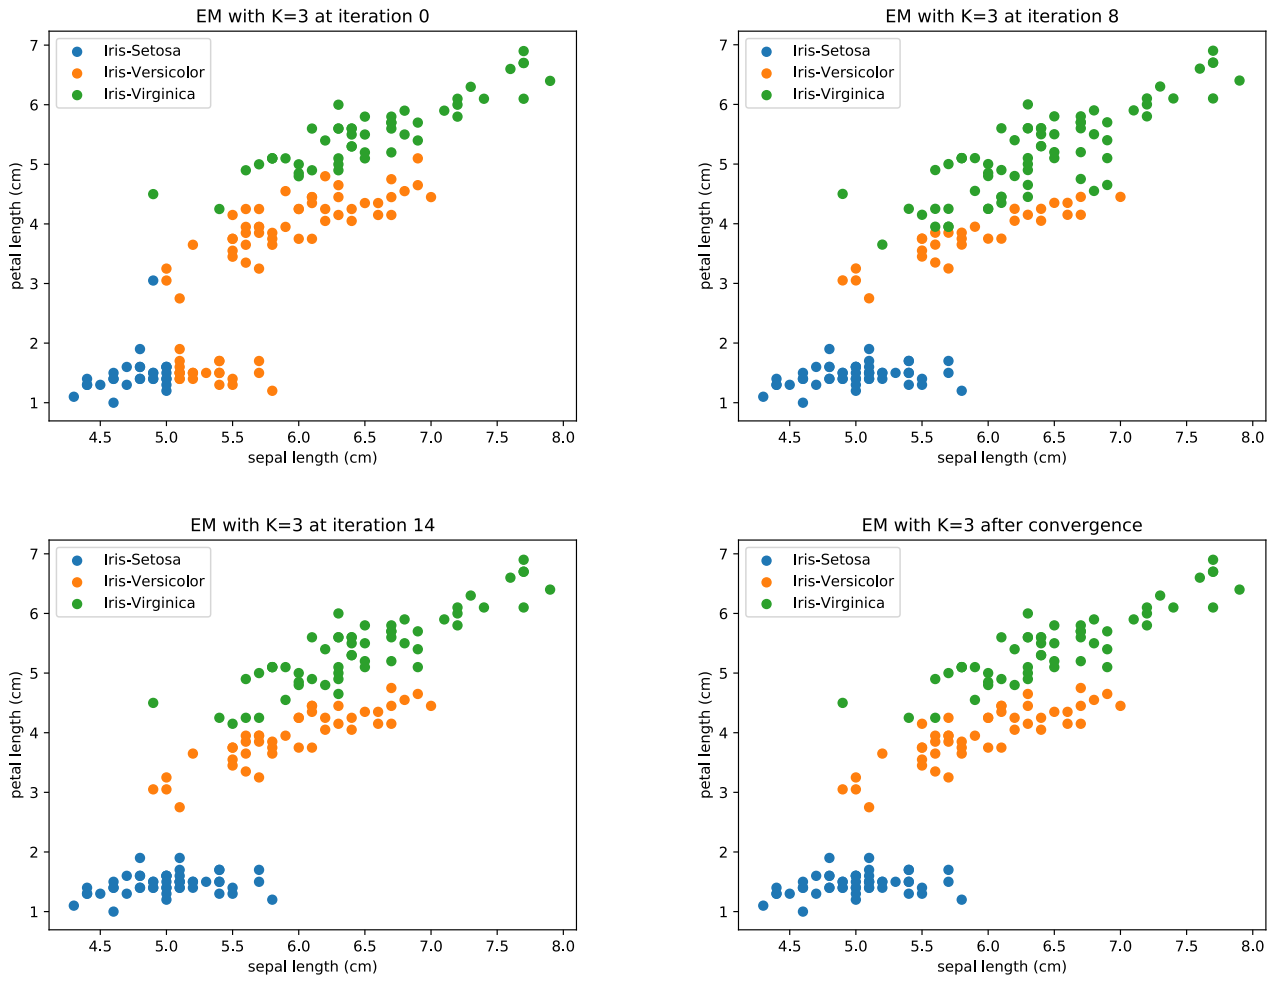 EM with K=3 at iteration 0
Iris-Setosa
Iris-Versicolor
Iris-Virginica
petal length (cm)
7
6
5
4
3
2
1
4.5 5.0 5.5 6.0 6.5 7.0 7.5 8.0
sepal length (cm)
EM with K=3 at iteration 8
Iris-Setosa
Iris-Versicolor
Iris-Virginica
petal length (cm)
7
6
5
4
3
2
1
4.5 5.0 5.5 6.0 6.5 7.0 7.5 8.0
sepal length (cm)
EM with K=3 at iteration 14
Iris-Setosa
Iris-Versicolor
Iris-Virginica
petal length (cm)
7
6
5
4
3
2
1
4.5 5.0 5.5 6.0 6.5 7.0 7.5 8.0
sepal length (cm)
EM with K=3 after convergence
Iris-Setosa
Iris-Versicolor
Iris-Virginica
petal length (cm)
7
6
5
4
3
2
1
4.5 5.0 5.5 6.0 6.5 7.0 7.5 8.0
sepal length (cm)